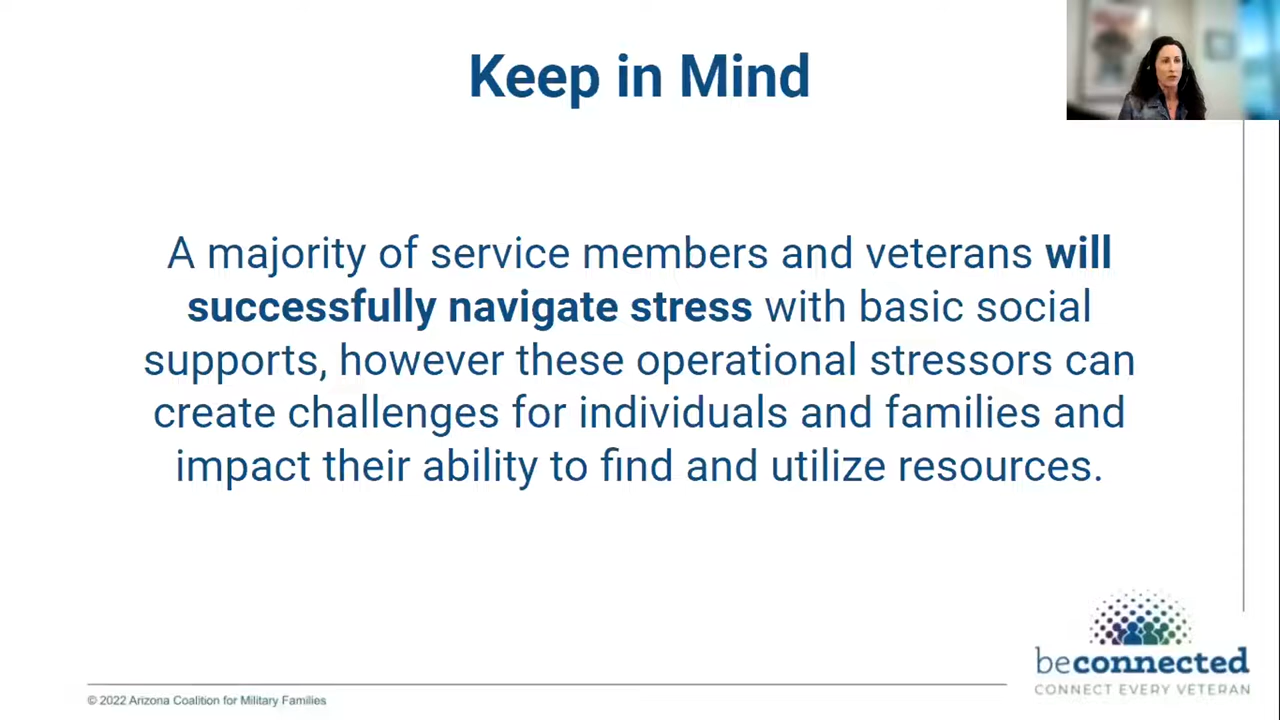 Keep in Mind
A majority of service members and veterans will
successfully navigate stress with basic social
supports, however these operational stressors can
create challenges for individuals and families and
impact their ability to find and utilize resources.
beconnected
CONNECT EVERY VETERAN
© 2022 Arizona Coalition for Military Families